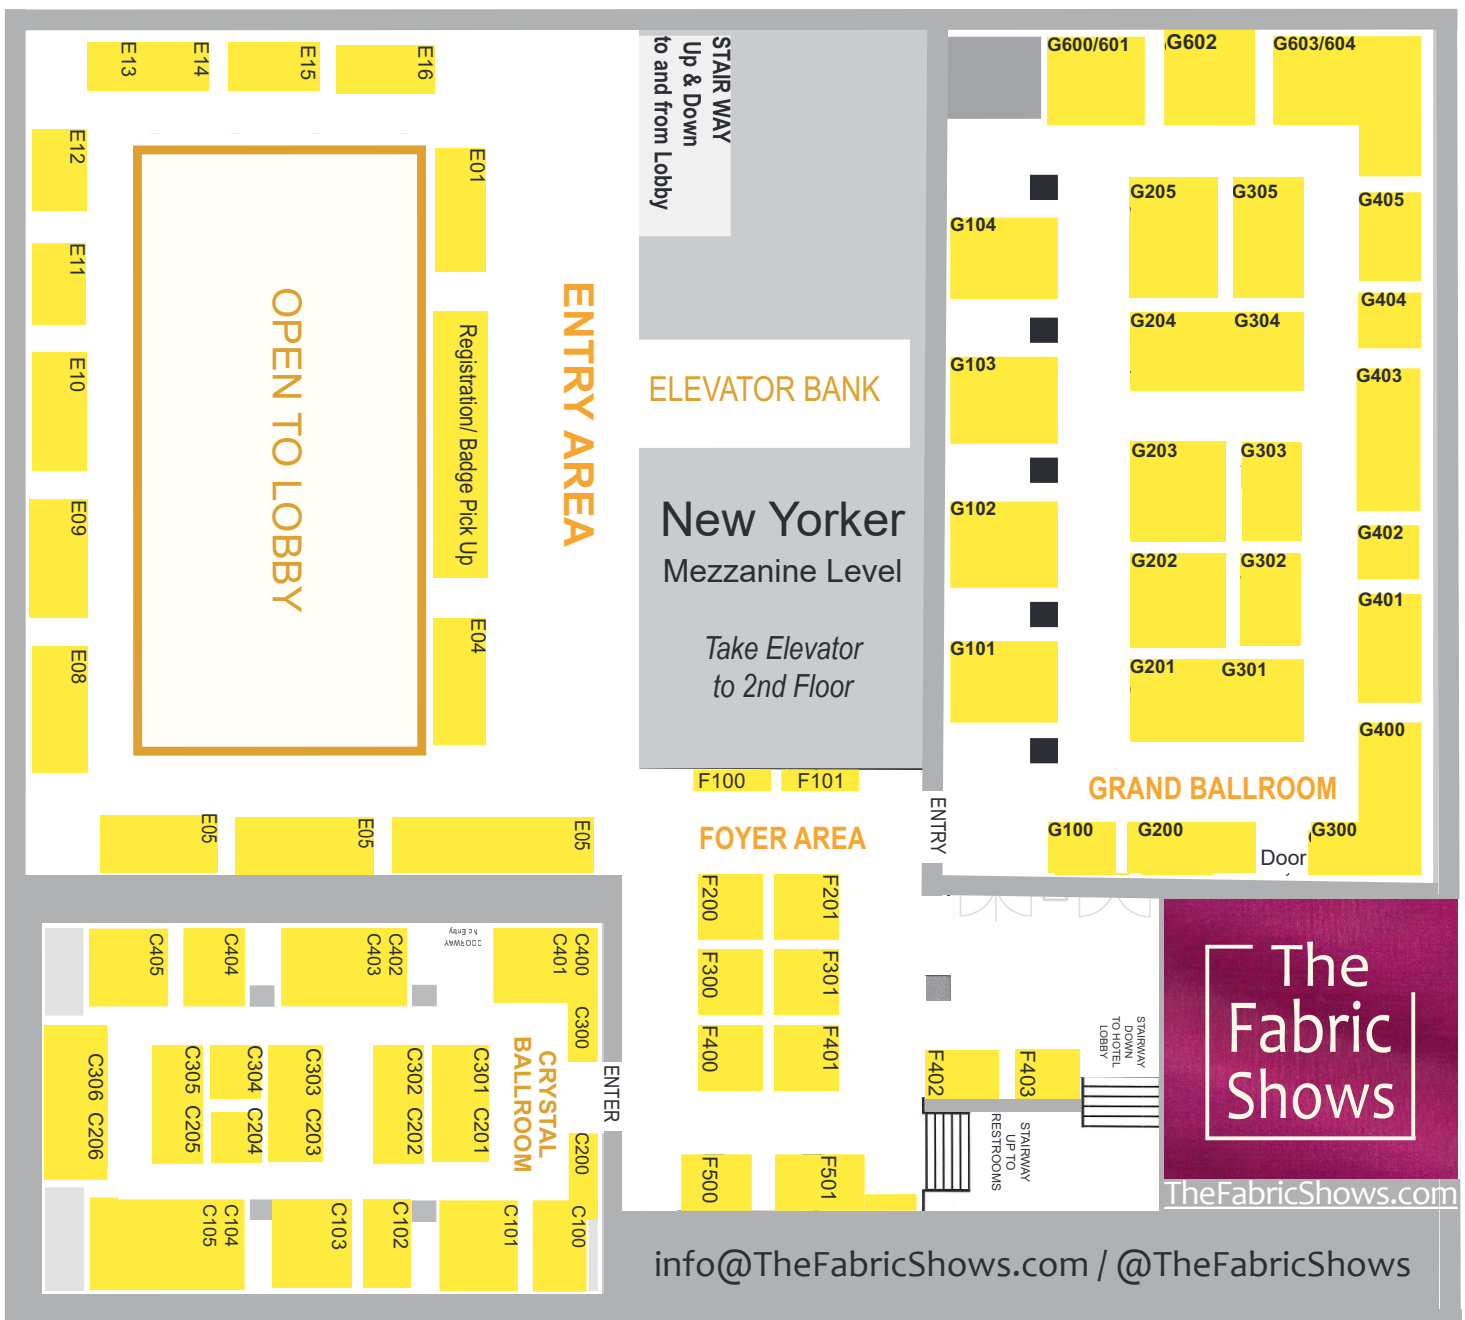 E13
E14
E15
E16
E12
E11
E10
E09
E08
E01
Registration/ Badge Pick Up
E04
E05
E05
E05
OPEN TO LOBBY
ENTRY AREA
STAIR WAY
Up & Down
to and from Lobby
ELEVATOR BANK
New Yorker
Mezzanine Level
Take Elevator
to 2nd Floor
G600/601
G602
G603/604
G104
G103
G102
G101
G205
G305
G204
G304
G203
G303
G202
G302
G201
G301
G405
G404
G403
G402
G401
G400
GRAND BALLROOM
G100
G200
Door
G300
ENTRY
F100
F101
FOYER AREA
F200
F201
F300
F301
F400
F401
F402
F403
F500
F501
STAIRWAY
DOWN
TO HOTEL
LOBBY
STAIRWAY
UP TO
RESTROOMS
C405
C404
C402
C403
DOORWAY
No Entry
C400
C401
C300
C306 C206
C305 C205
C304 C204
C303 C203
C302 C202
C301 C201
CRYSTAL
BALLROOM
ENTER
C200
C104
C105
C103
C102
C101
C100
The
Fabric
Shows
TheFabricShows.com
info@TheFabricShows.com / @TheFabricShows